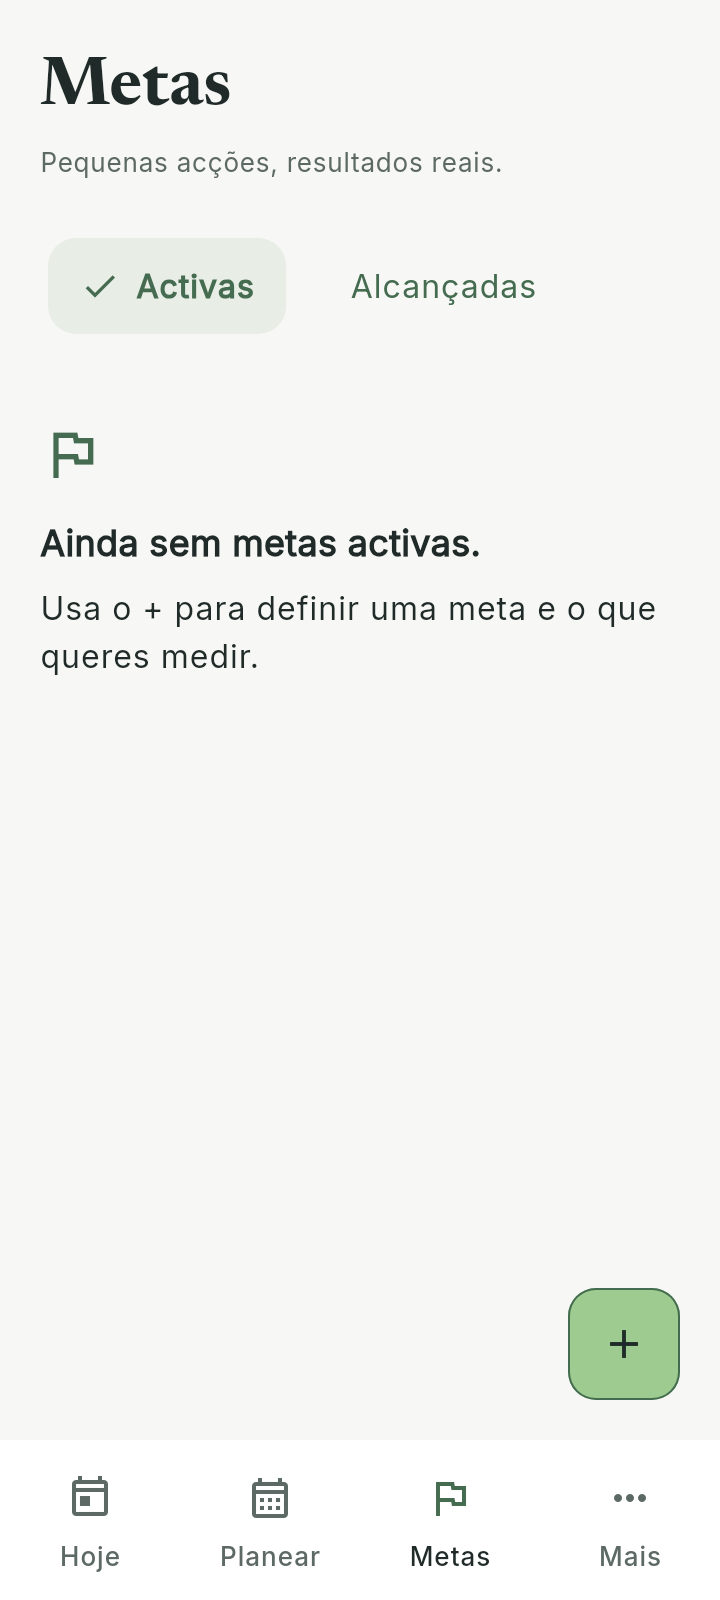 Metas
Pequenas acções, resultados reais.
Activas
Alcançadas
Ainda sem metas activas.
Usa o + para definir uma meta e o que
queres medir.
Hoje
Planear
Metas
Mais